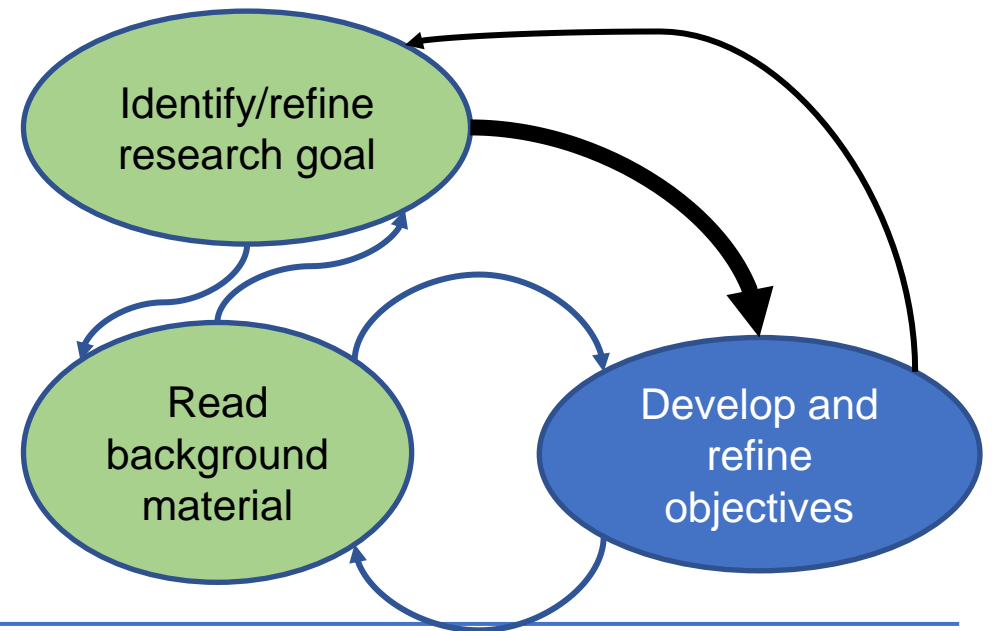 Identify/refine
research goal
Read
background
material
Develop and
refine
objectives